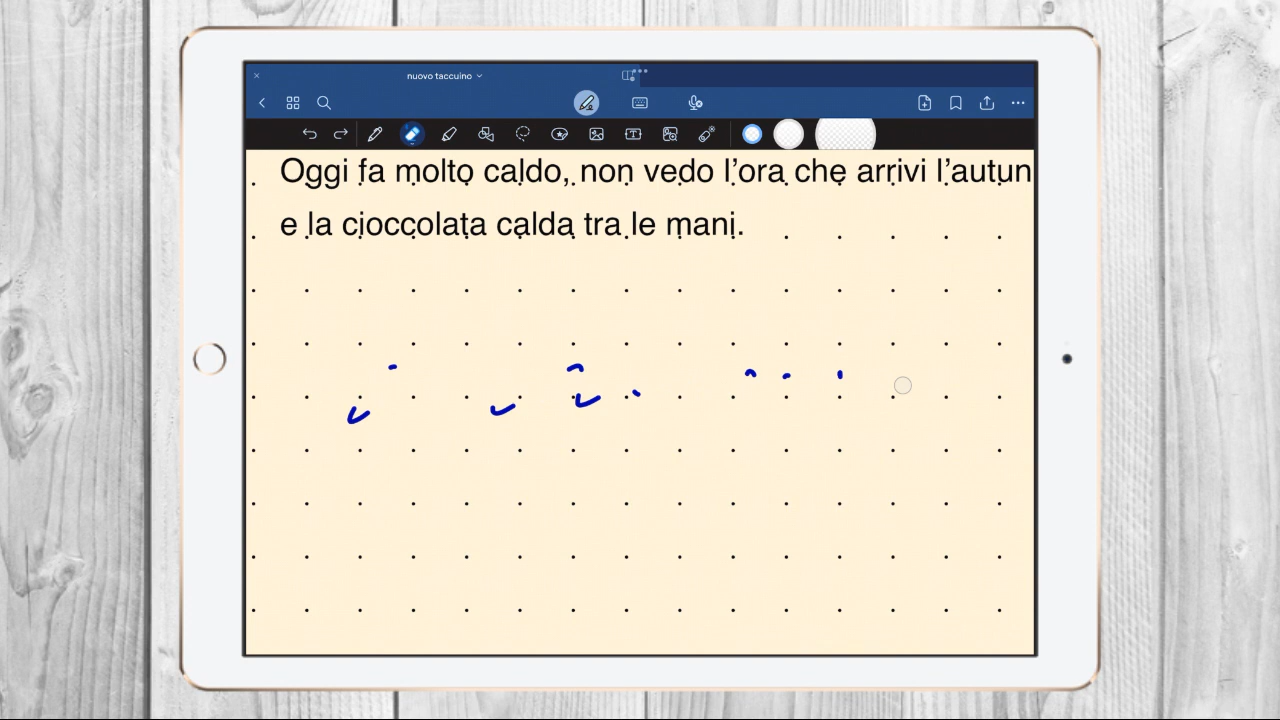 nuovo taccuino
Oggi fa molto caldo, non vedo l'ora che arrivi l'autun
e la cioccolata calda tra le mani.